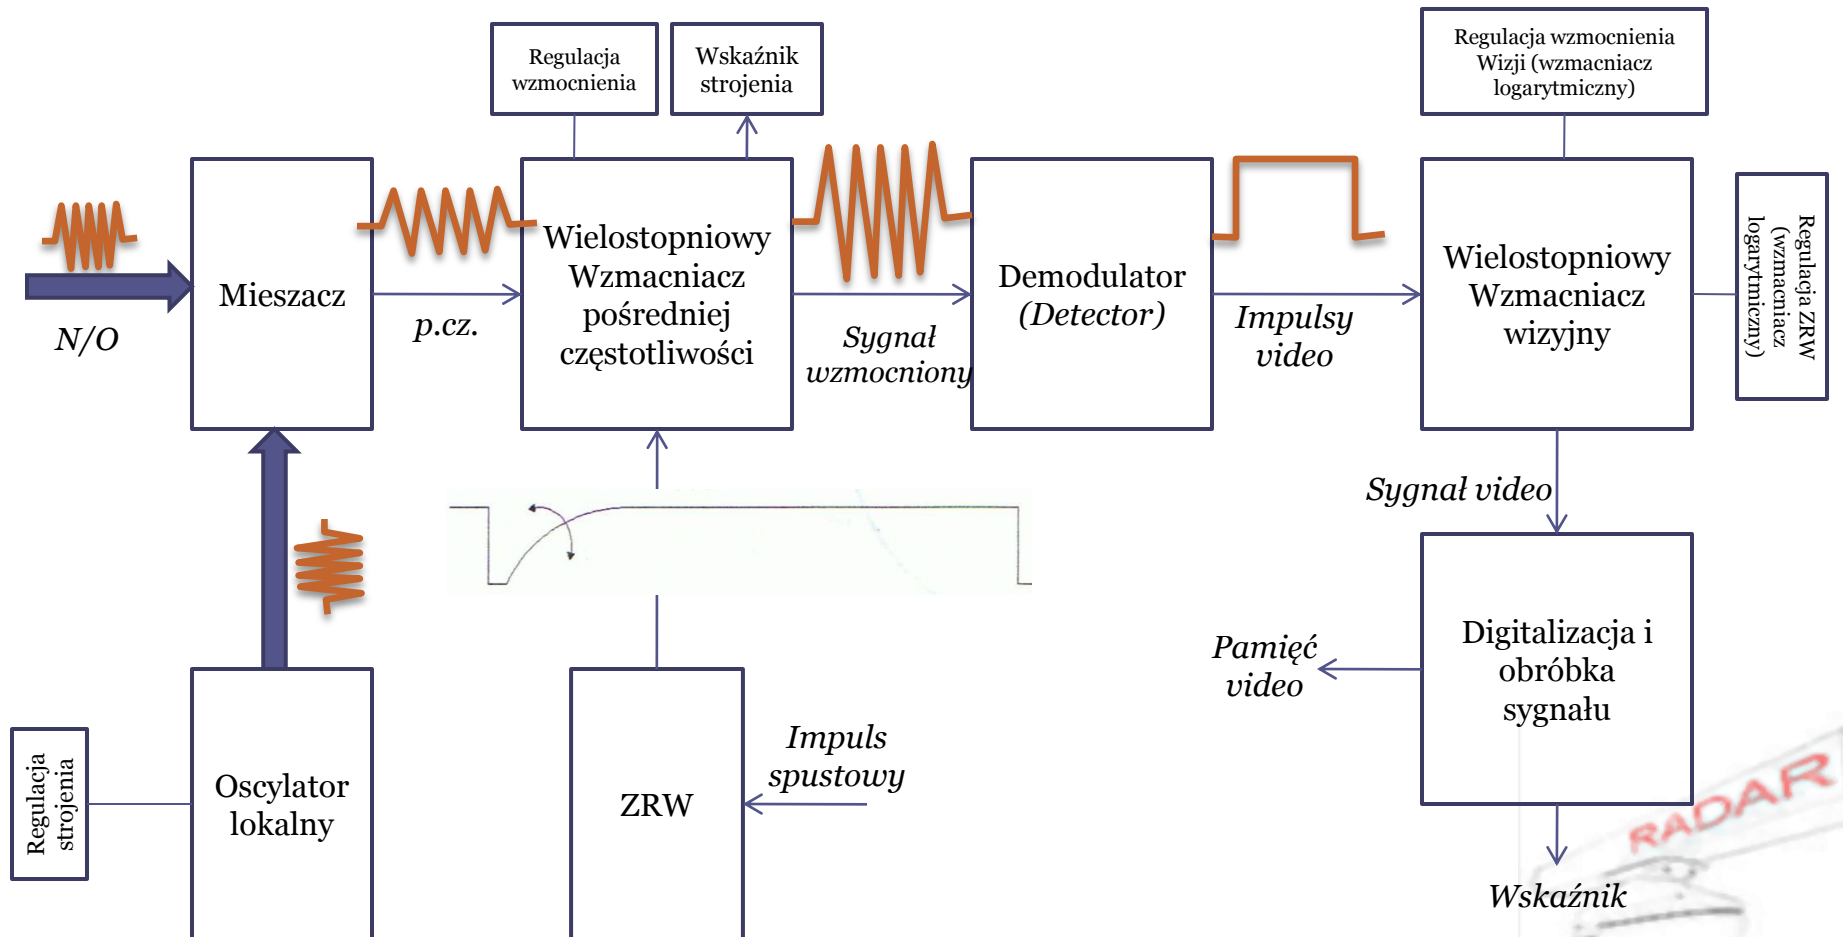 Regulacja
wzmocnienia
Wskaźnik
strojenia
Regulacja wzmocnienia
Wizji (wzmacniacz
logarytmiczny)
N/O
Mieszacz
p.cz.
Wielostopniowy
Wzmacniacz
pośredniej
częstotliwości
Sygnał
wzmocniony
Demodulator
(Detector)
Impulsy
video
Wielostopniowy
Wzmacniacz
wizyjny
Regulacja ZRW
(wzmacniacz
logarytmiczny)
Sygnał video
Regulacja
strojenia
Oscylator
lokalny
ZRW
Impuls
spustowy
Pamięć
video
Digitalizacja i
obróbka
sygnału
Wskaźnik
RADAR